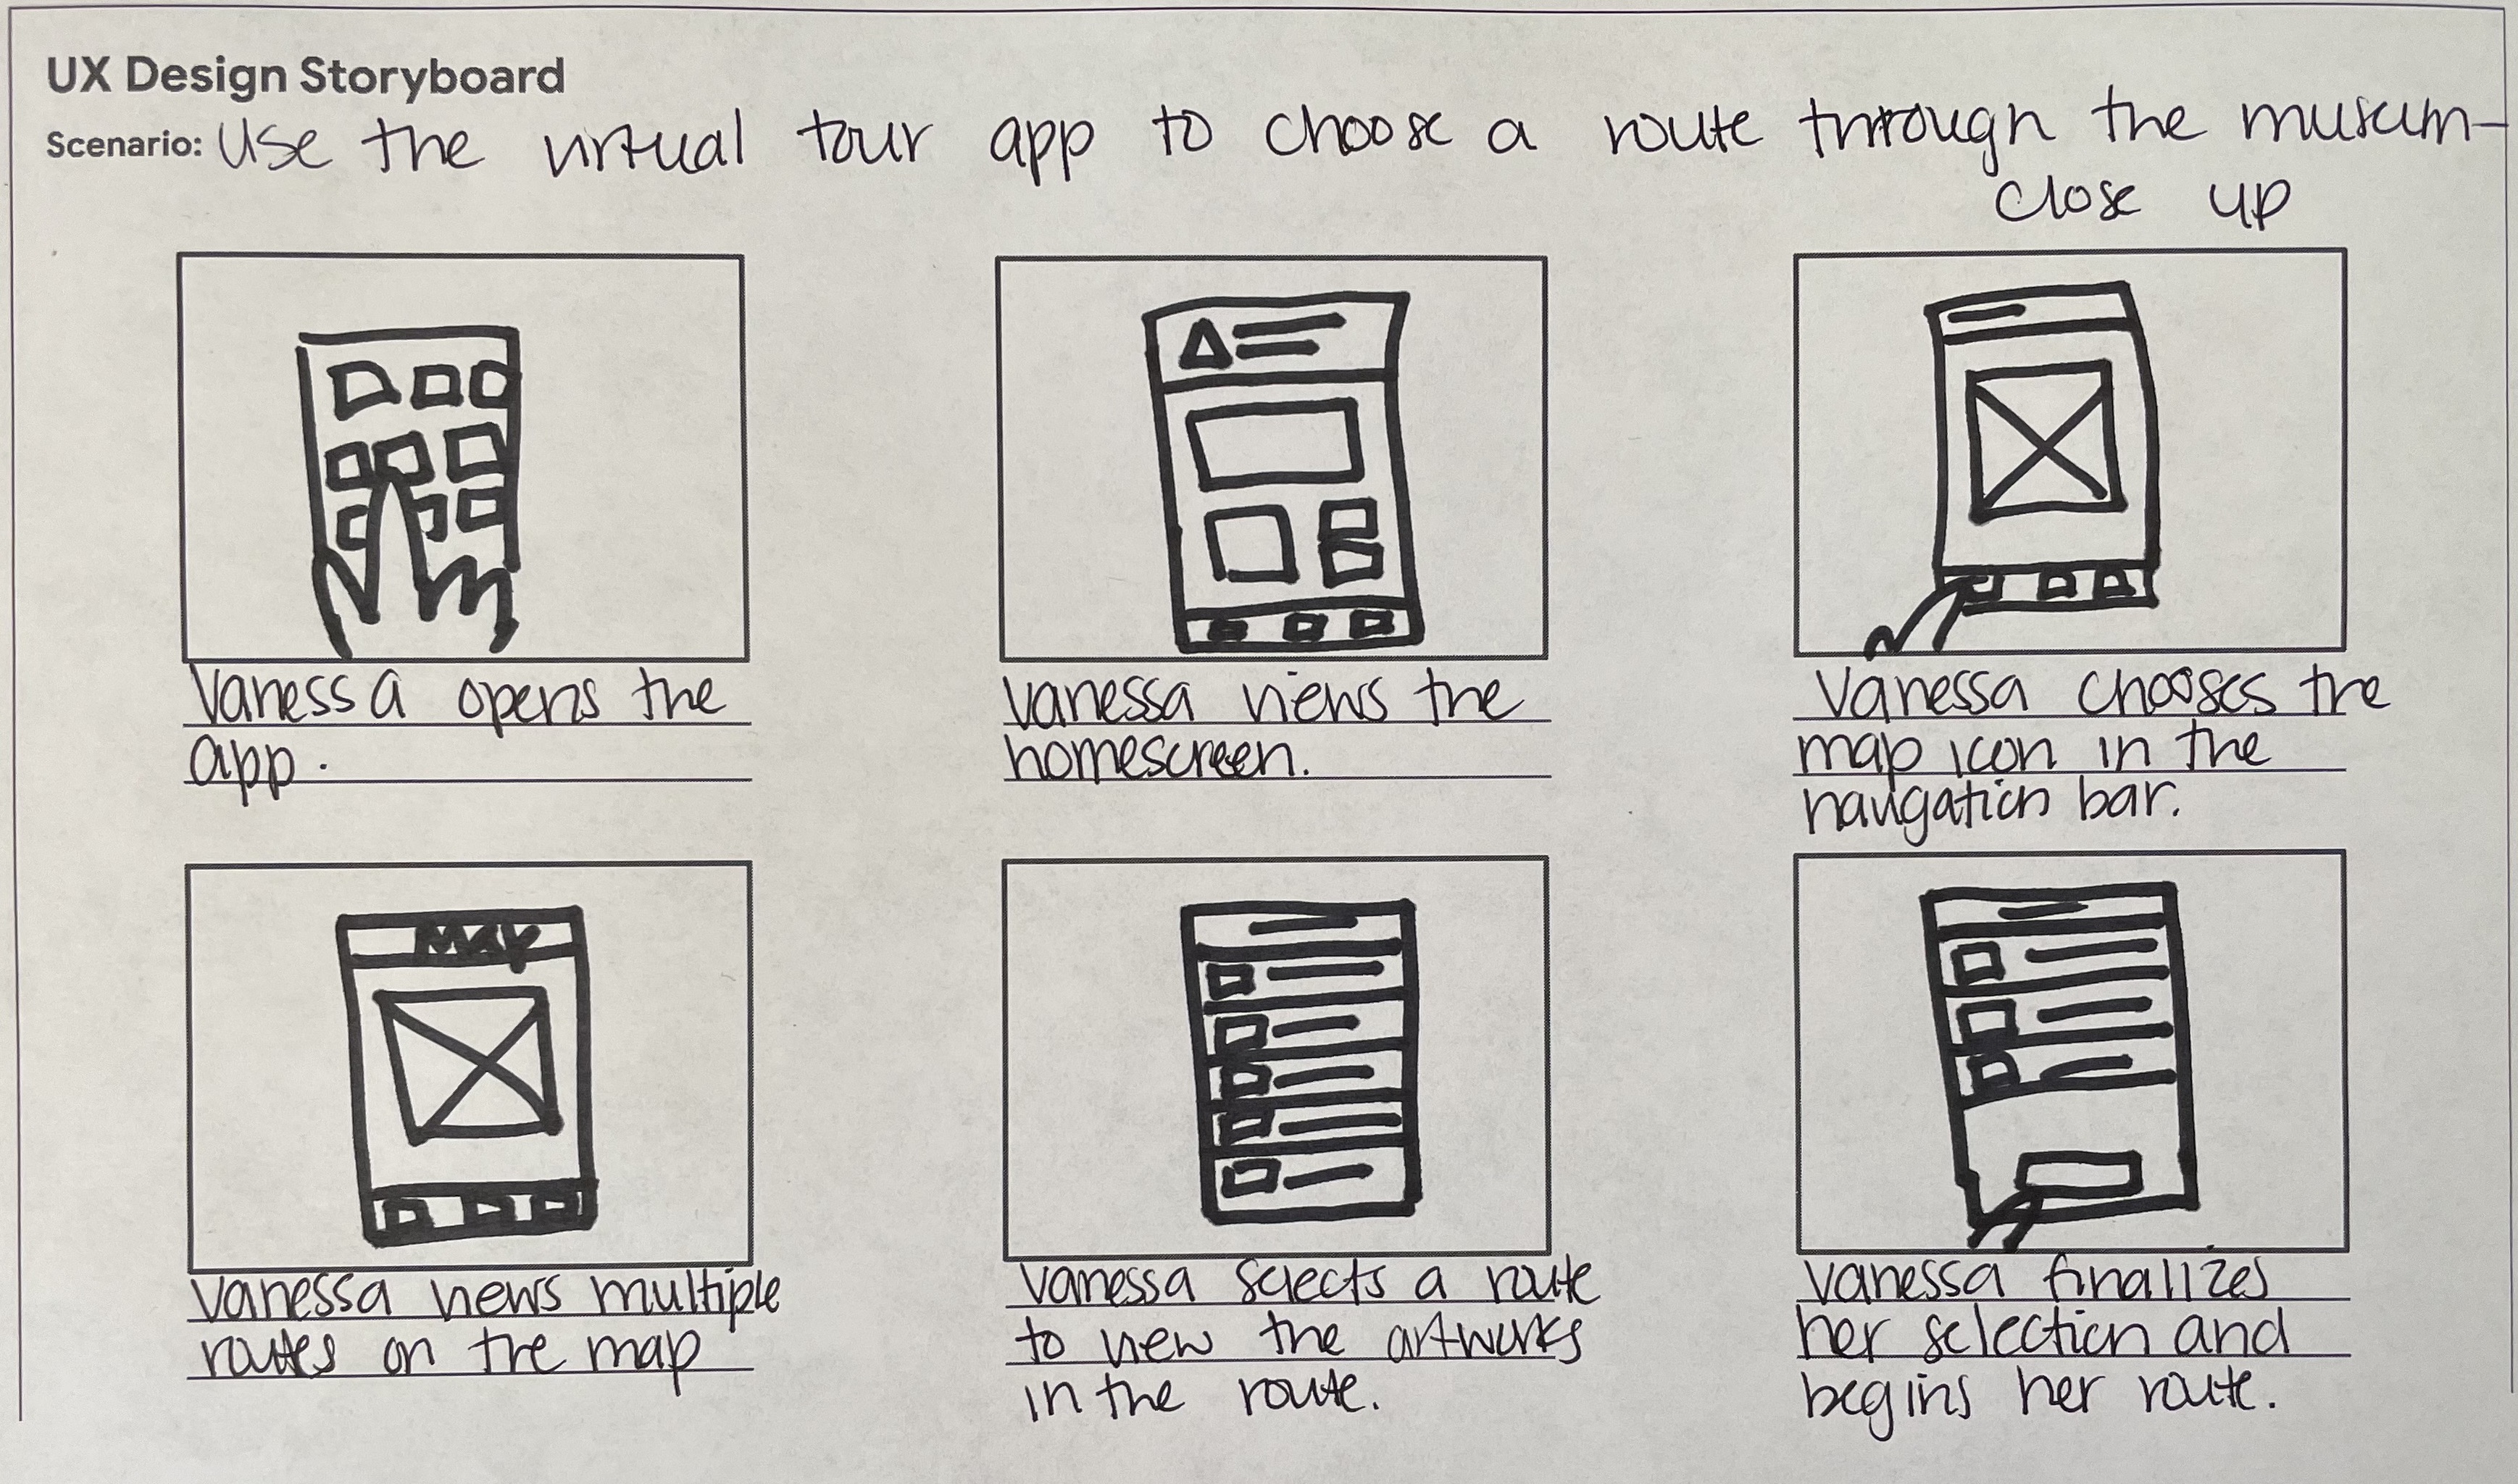 UX Design Storyboard
Scenario: Use the virtual tour app to choose a route through the museum-
close up
Vanessa opens the
app.
Vanessa views the
homescreen.
Vanessa chooses the
map icon in the
navigation bar.
Map
Vanessa views multiple
routes on the map
Vanessa selects a route
to view the artworks
in the route.
Vanessa finalizes
her selection and
begins her route.